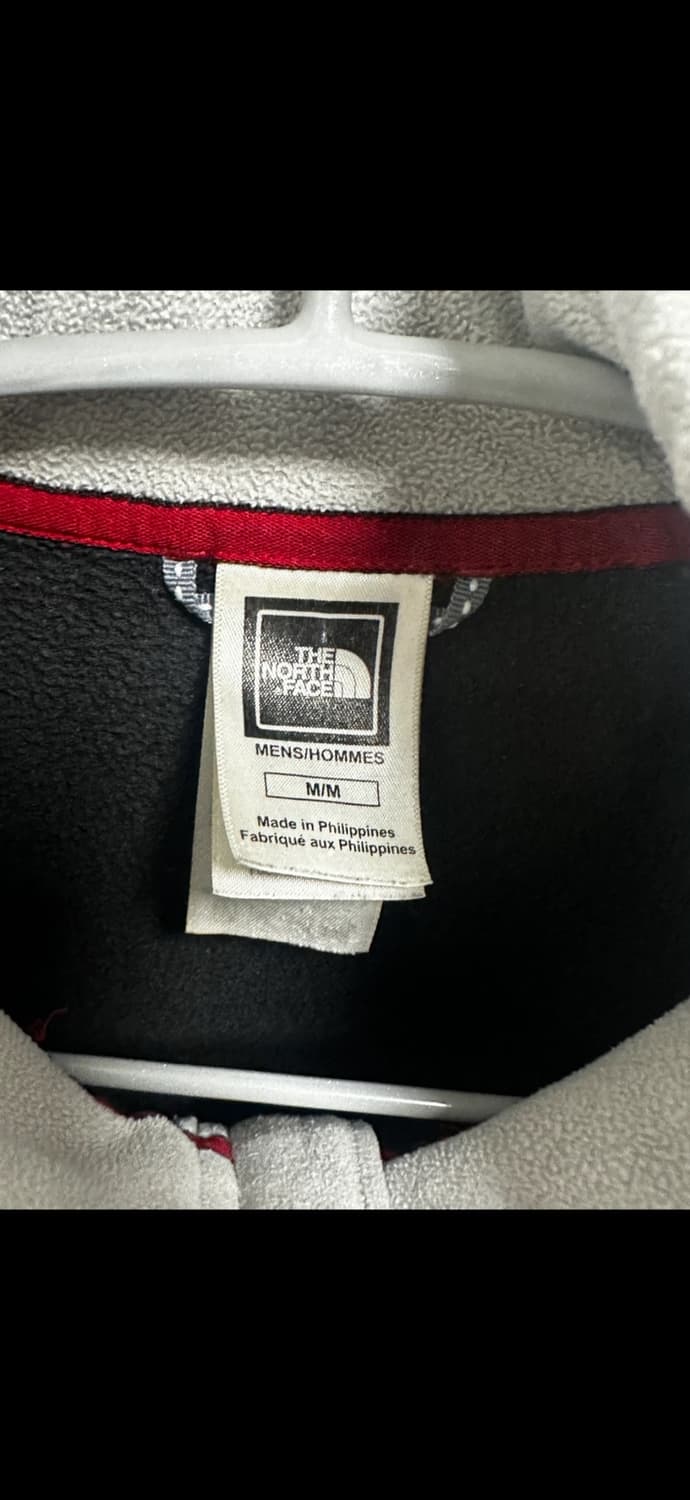 THE
NORTH
FACE
MENS/HOMMES
M/M
Made in Philippines
Fabriqué aux Philippines